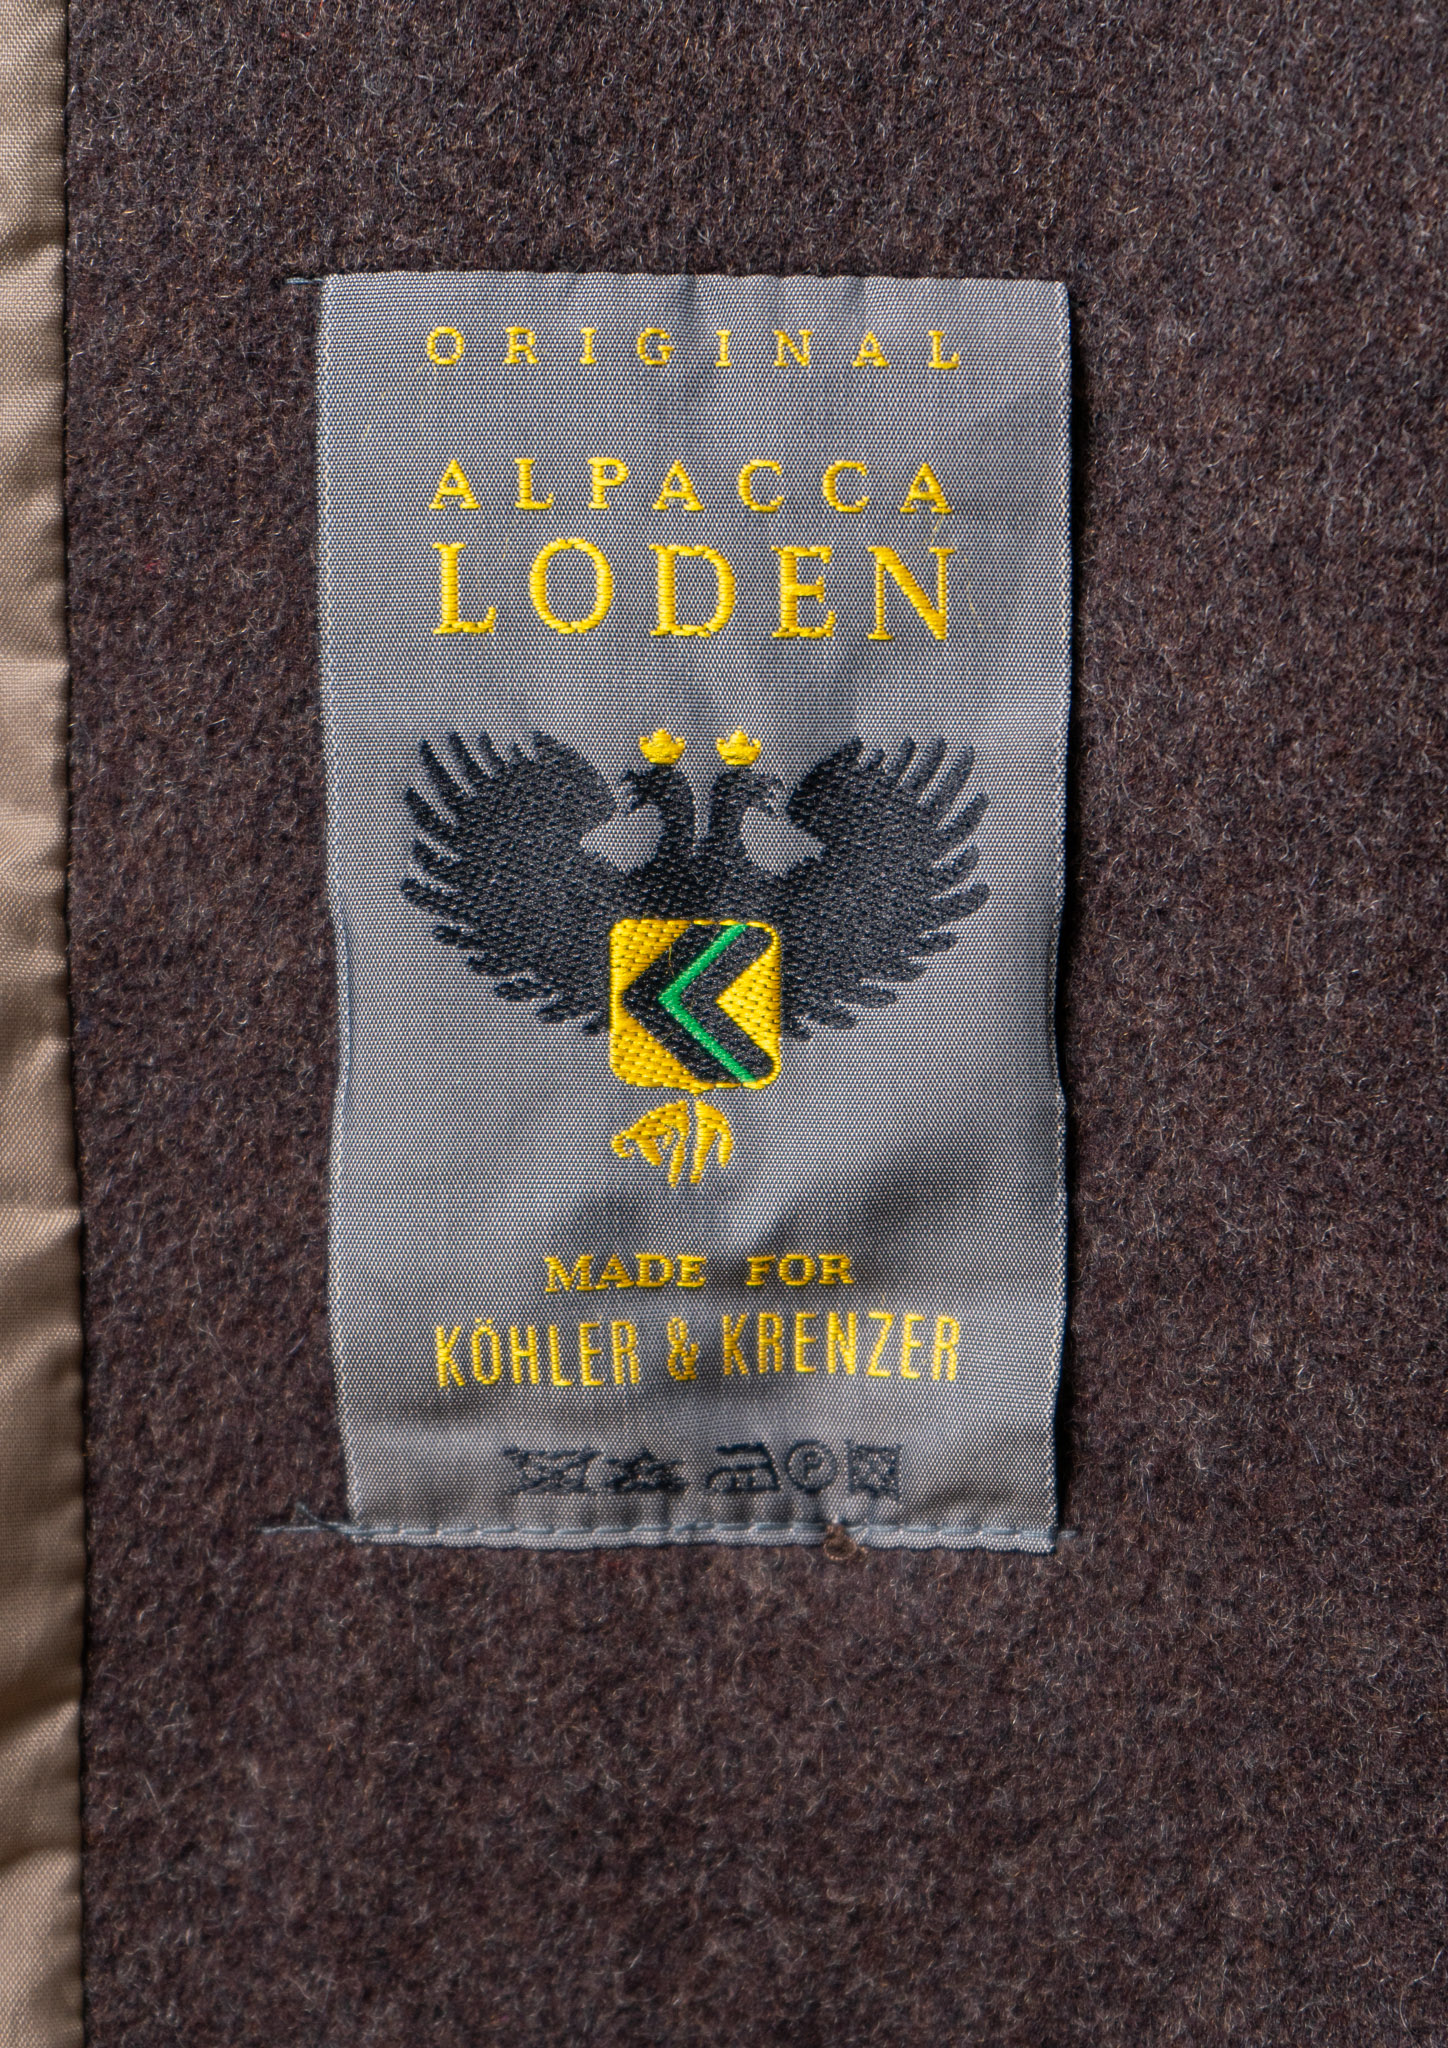 ORIGINAL
ALPACCA
LODEN
MADE FOR
KÖHLER & KRENZER
P